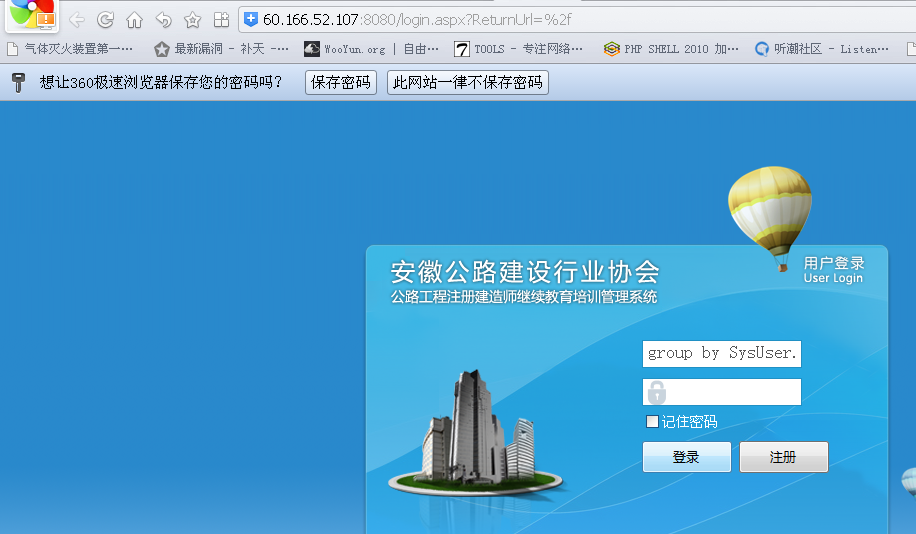 60.166.52.107:8080/login.aspx?ReturnUrl=%2f
气体灭火装置第一··· 最新漏洞 - 补天 -··· WooYun.org | 自由··· TOOLS - 专注网络··· PHP SHELL 2010 加··· 听潮社区 - Listen···
想让360极速浏览器保存您的密码吗? 保存密码 此网站一律不保存密码
安徽公路建设行业协会
公路工程注册建造师继续教育培训管理系统
用户登录
User Login
group by SysUser.
记住密码
登录 注册